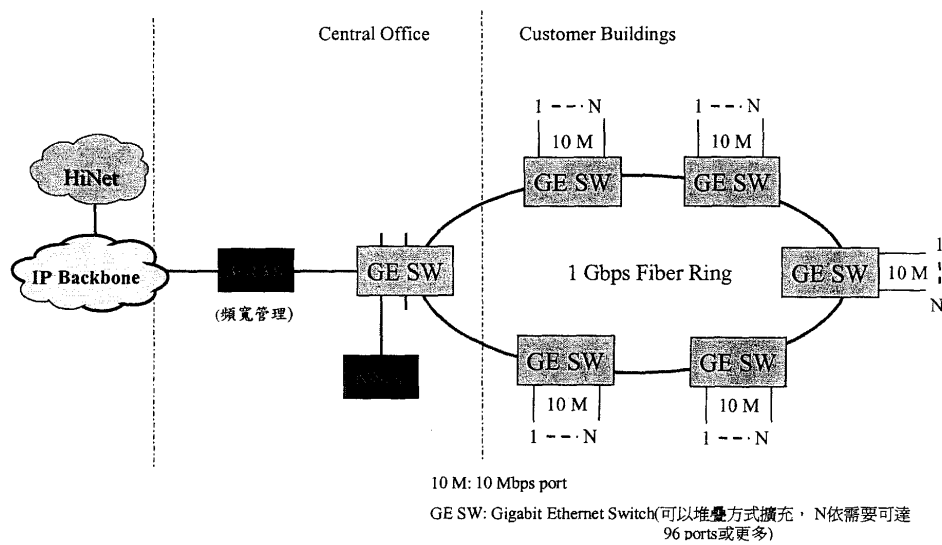 Central Office
Customer Buildings
1 --- N
1 --- N
10 M
10 M
HiNet
GE SW
GE SW
IP Backbone
GE SW
1 Gbps Fiber Ring
GE SW
1
10 M
N
(頻寬管理)
GE SW
GE SW
10 M
10 M
1 --- N
1 --- N
10 M: 10 Mbps port
GE SW: Gigabit Ethernet Switch(可以堆疊方式擴充, N依需要可達
96 ports或更多)